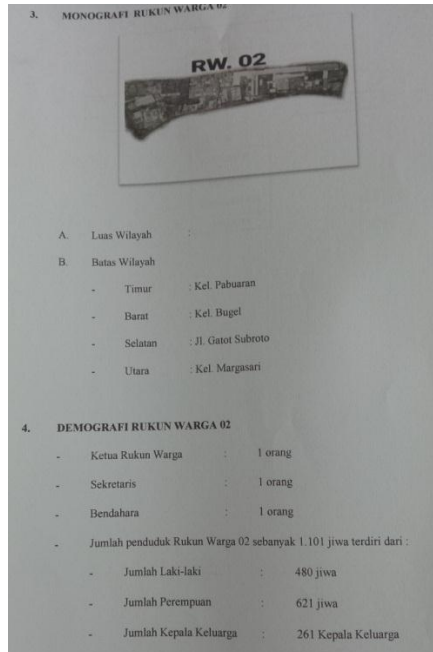 3. MONOGRAFI RUKUN WARGA 02
RW. 02
A. Luas Wilayah :
B. Batas Wilayah
- Timur : Kel. Pabuaran
- Barat : Kel. Bugel
- Selatan : Jl. Gatot Subroto
- Utara : Kel. Margasari
4. DEMOGRAFI RUKUN WARGA 02
- Ketua Rukun Warga : 1 orang
- Sekretaris : 1 orang
- Bendahara : 1 orang
- Jumlah penduduk Rukun Warga 02 sebanyak 1.101 jiwa terdiri dari :
- Jumlah Laki-laki : 480 jiwa
- Jumlah Perempuan : 621 jiwa
- Jumlah Kepala Keluarga : 261 Kepala Keluarga